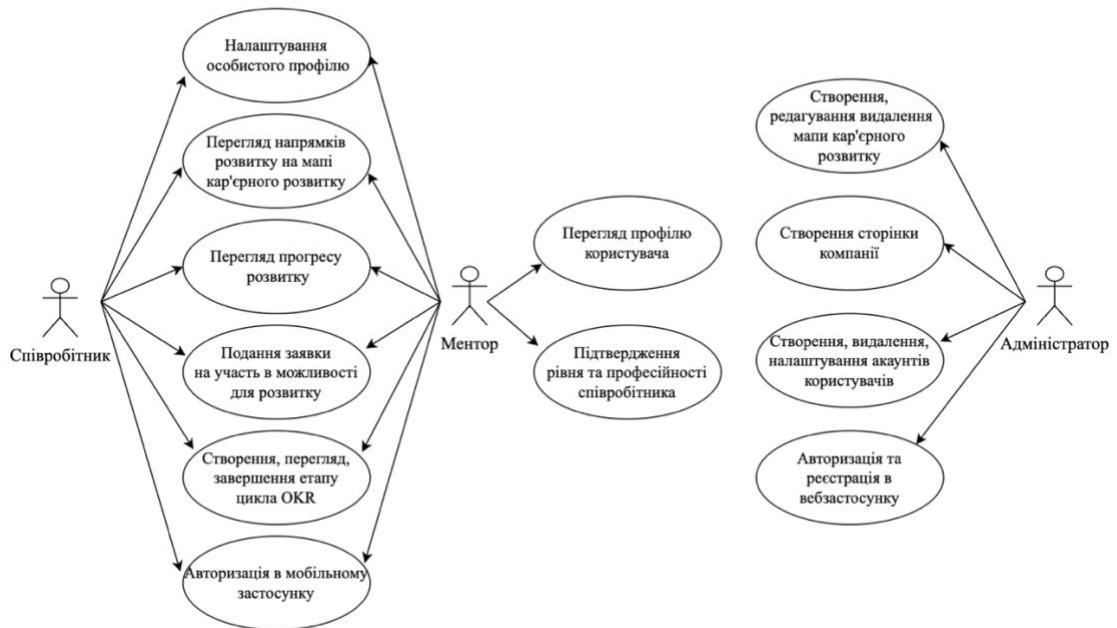 Налаштування
особистого профілю
Перегляд напрямків
розвитку на мапі
кар'єрного розвитку
Перегляд прогресу
розвитку
Співробітник
Подання заявки
на участь в можливості
для розвитку
Створення, перегляд,
завершення етапу
цикла OKR
Авторизація в мобільному
застосунку
Ментор
Перегляд профілю
користувача
Підтвердження
рівня та професійності
співробітника
Створення,
редагування видалення
мапи кар'єрного
розвитку
Створення сторінки
компанії
Створення, видалення,
налаштування акаунтів
користувачів
Авторизація та
реєстрація в
вебзастосунку
Адміністратор